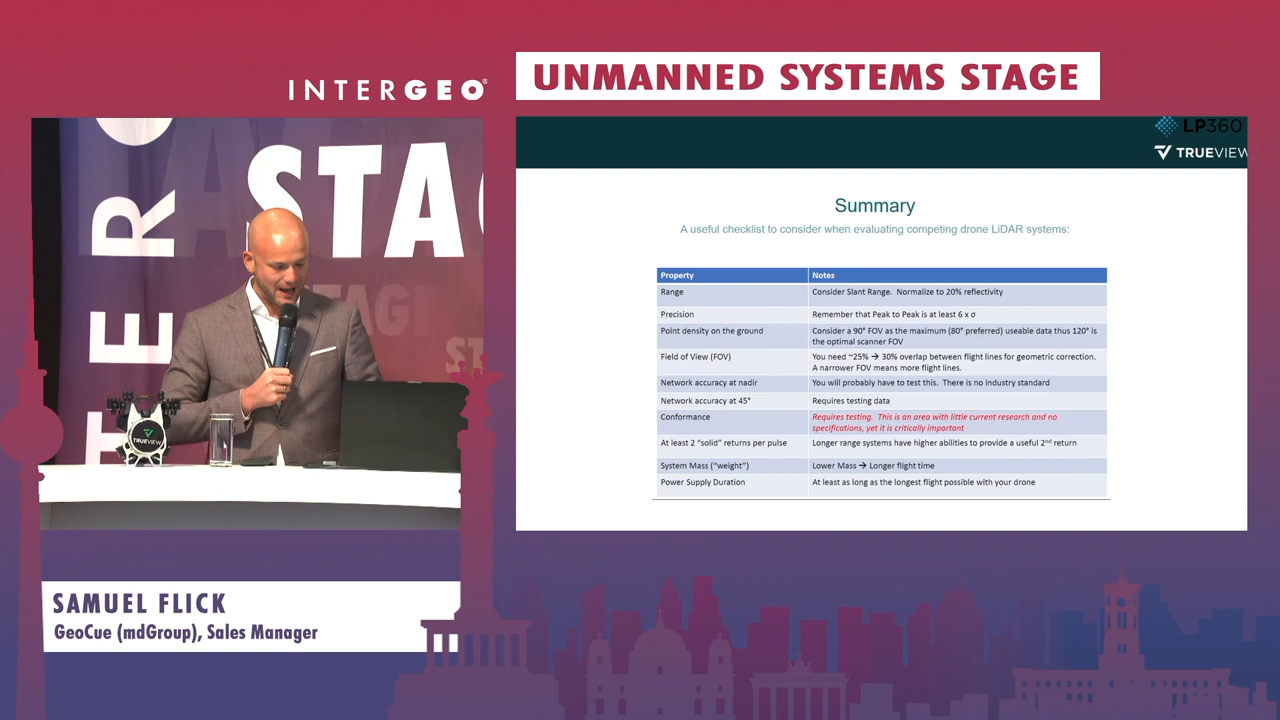 INTERGEO®
UNMANNED SYSTEMS STAGE
LP360
TRUEVIEW
STA
STAG
ST
INTERGEO
TRUEVIEW
Summary
A useful checklist to consider when evaluating competing drone LiDAR systems:
Property Notes
Range Consider Slant Range. Normalize to 20% reflectivity
Precision Remember that Peak to Peak is at least 6 x σ
Point density on the ground Consider a 90° FOV as the maximum (80° preferred) useable data thus 120° is
the optimal scanner FOV
Field of View (FOV) You need ~25% → 30% overlap between flight lines for geometric correction.
A narrower FOV means more flight lines.
Network accuracy at nadir You will probably have to test this. There is no industry standard
Network accuracy at 45° Requires testing data
Conformance Requires testing. This is an area with little current research and no
specifications, yet it is critically important
At least 2 “solid” returns per pulse Longer range systems have higher abilities to provide a useful 2nd return
System Mass (“weight”) Lower Mass → Longer flight time
Power Supply Duration At least as long as the longest flight possible with your drone
SAMUEL FLICK
GeoCue (mdGroup), Sales Manager